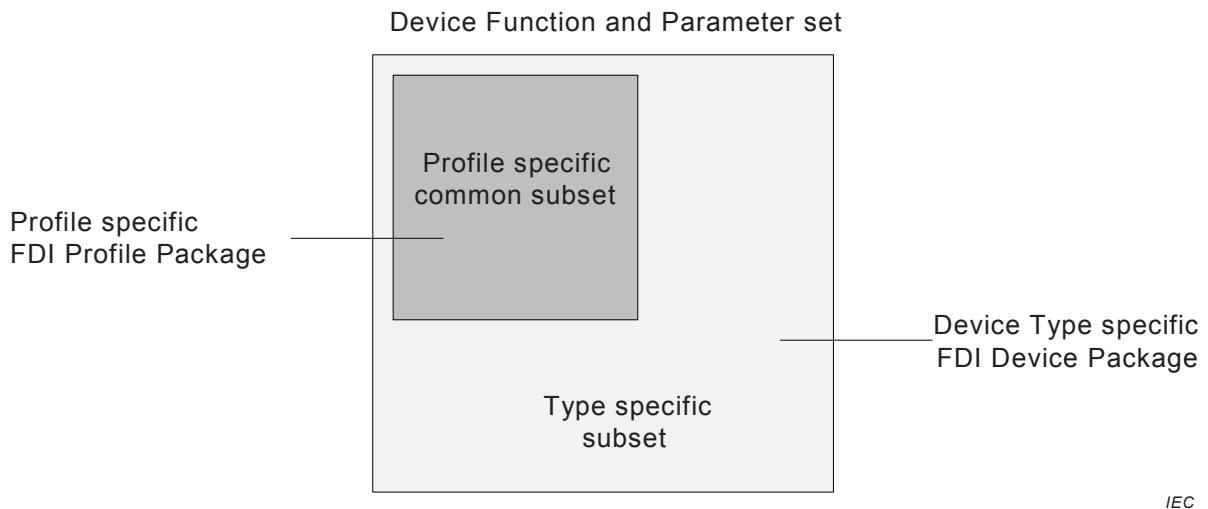 Device Function and Parameter set
Profile specific
common subset
Profile specific
FDI Profile Package
Device Type specific
FDI Device Package
Type specific
subset
IEC